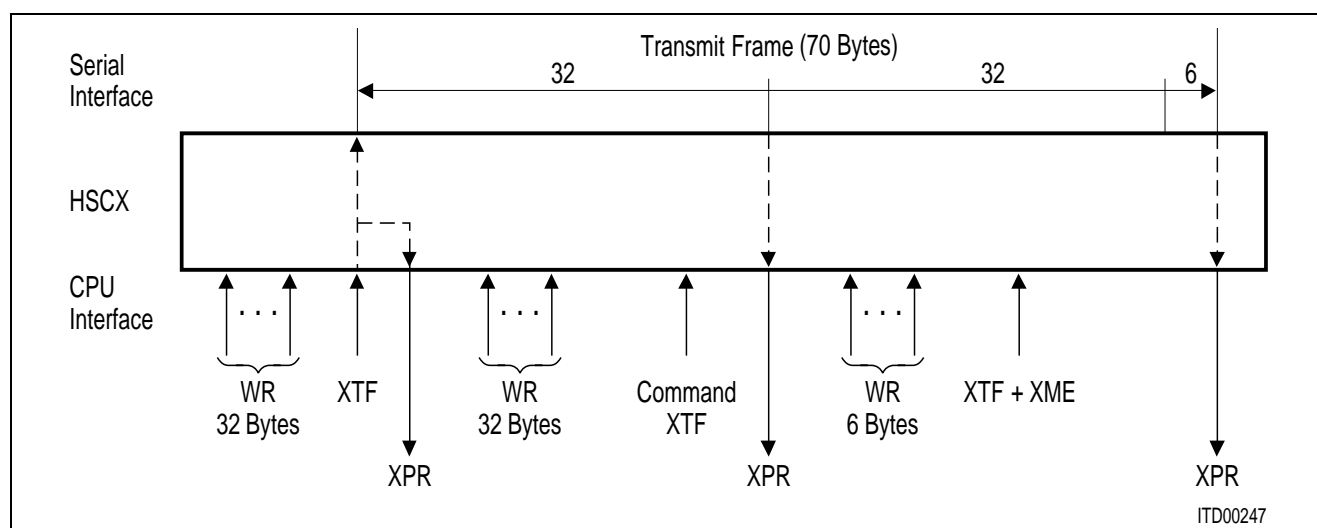 Transmit Frame (70 Bytes)
Serial
Interface
32
32
6
HSCX
CPU
Interface
. . .
. . .
. . .
WR
32 Bytes
XTF
WR
32 Bytes
Command
XTF
WR
6 Bytes
XTF + XME
XPR
XPR
XPR
ITD00247